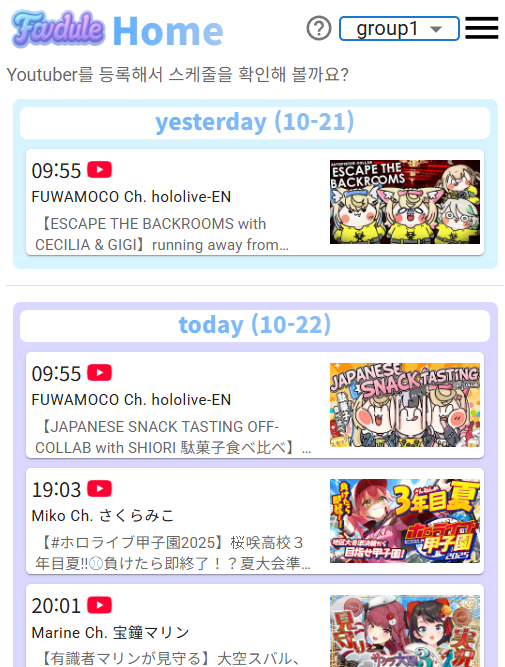 Favdule Home
group1
Youtuber를 등록해서 스케줄을 확인해 볼까요?
yesterday (10-21)
09:55
FUWAMOCO Ch. hololive-EN
【ESCAPE THE BACKROOMS with
CECILIA & GIGI】running away from…
ESCAPE THE
BACKROOMS
today (10-22)
09:55
FUWAMOCO Ch. hololive-EN
【JAPANESE SNACK TASTING OFF-
COLLAB with SHIORI 駄菓子食べ比べ】…
JAPANESE
SNACK TASTING
19:03
Miko Ch. さくらみこ
【#ホロライブ甲子園2025】桜咲高校３
年目夏!!⚾負けたら即終了！？夏大会準…
3年目夏
目指せ甲子園!
ホロライブ
甲子園
2025
20:01
Marine Ch. 宝鐘マリン
【有識者マリンが見守る】大空スバル、
見守り
実況